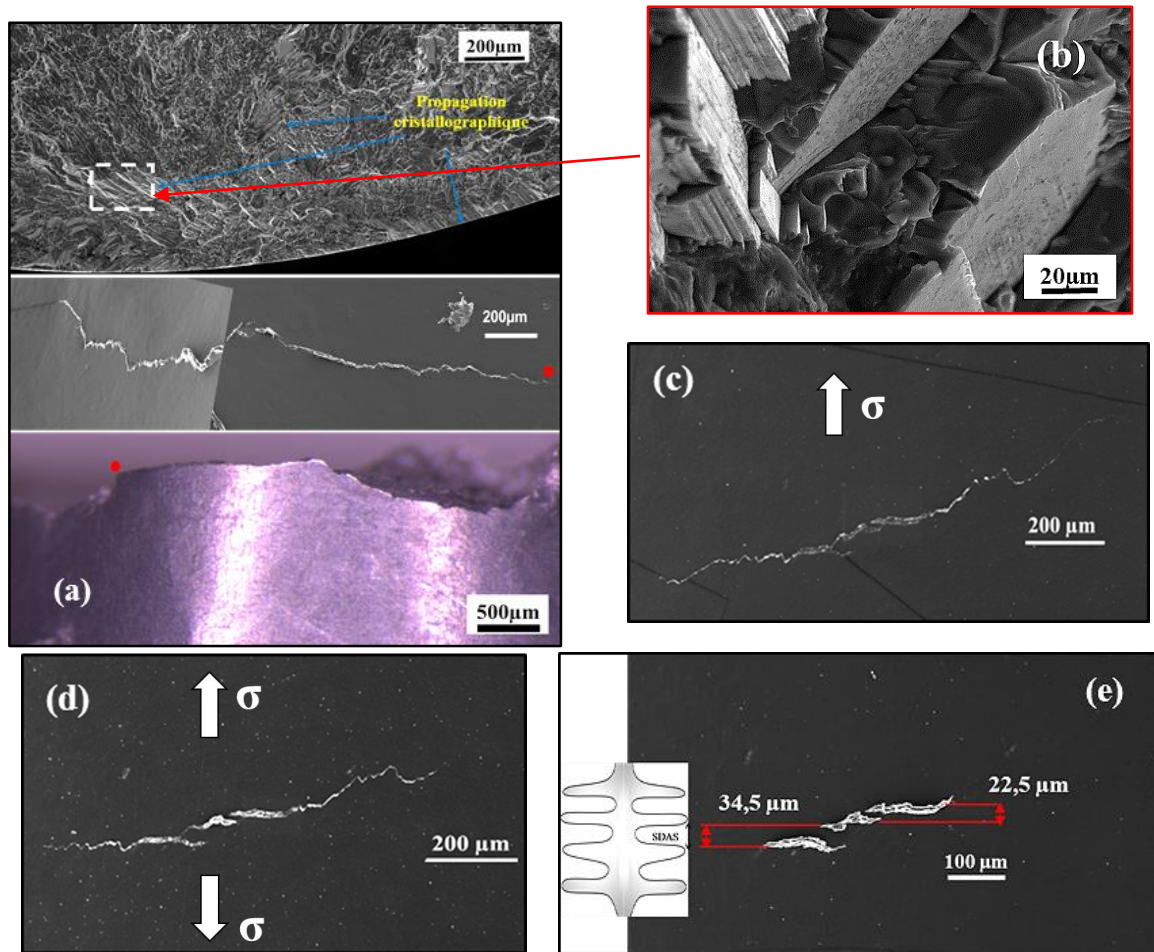 200µm
Propagation
cristallographique
(b)
20µm
200µm
(c)
σ
200 µm
(a)
500µm
(d)
σ
200 µm
σ
(e)
34,5 µm
22,5 µm
SDAS
100 µm